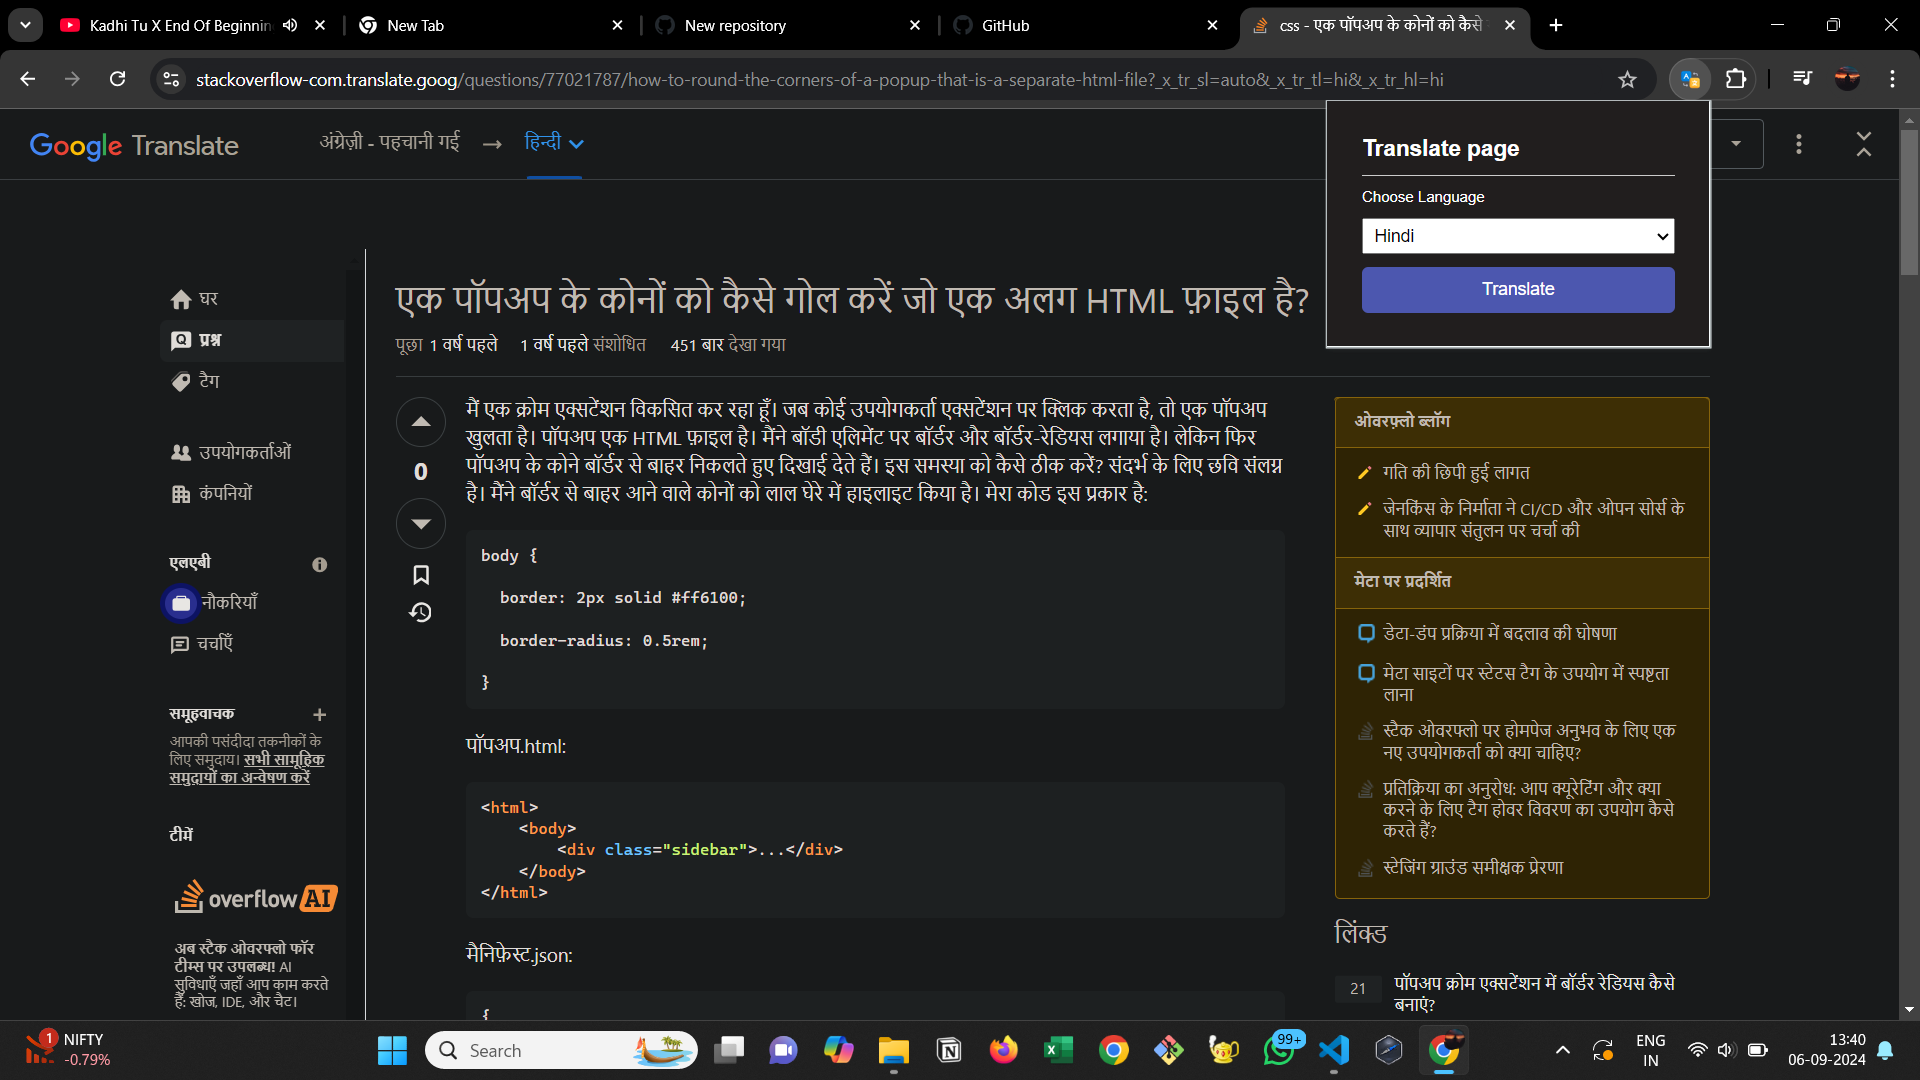 Kadhi Tu X End Of Beginnin
New Tab
New repository
GitHub
css - एक पॉपअप के कोनों को कैसे
stackoverflow-com.translate.goog/questions/77021787/how-to-round-the-corners-of-a-popup-that-is-a-separate-html-file?_x_tr_sl=auto&_x_tr_tl=hi&_x_tr_hl=hi
Google Translate
अंग्रेज़ी - पहचानी गई → हिन्दी
Translate page
Choose Language
Hindi
Translate
घर
प्रश्न
टैग
उपयोगकर्ताओं
कंपनियों
एलएबी
नौकरियाँ
चर्चाएँ
समूहवाचक
आपकी पसंदीदा तकनीकों के
लिए समुदाय। सभी सामूहिक
समुदायों का अन्वेषण करें
टीमें
overflow AI
अब स्टैक ओवरफ्लो फॉर
टीम्स पर उपलब्ध! AI
सुविधाएँ जहाँ आप काम करते
हैं: खोज, IDE, और चैट।
एक पॉपअप के कोनों को कैसे गोल करें जो एक अलग HTML फ़ाइल है?
पूछा 1 वर्ष पहले 1 वर्ष पहले संशोधित 451 बार देखा गया
0
मैं एक क्रोम एक्सटेंशन विकसित कर रहा हूँ। जब कोई उपयोगकर्ता एक्सटेंशन पर क्लिक करता है, तो एक पॉपअप
खुलता है। पॉपअप एक HTML फ़ाइल है। मैंने बॉडी एलिमेंट पर बॉर्डर और बॉर्डर-रेडियस लगाया है। लेकिन फिर
पॉपअप के कोने बॉर्डर से बाहर निकलते हुए दिखाई देते हैं। इस समस्या को कैसे ठीक करें? संदर्भ के लिए छवि संलग्न
है। मैंने बॉर्डर से बाहर आने वाले कोनों को लाल घेरे में हाइलाइट किया है। मेरा कोड इस प्रकार है:
body {
border: 2px solid #ff6100;
border-radius: 0.5rem;
}
पॉपअप.html:
<html>
<body>
<div class="sidebar">...</div>
</body>
</html>
मैनिफ़ेस्ट.json:
{
ओवरफ़्लो ब्लॉग
गति की छिपी हुई लागत
जेनकिंस के निर्माता ने CI/CD और ओपन सोर्स के
साथ व्यापार संतुलन पर चर्चा की
मेटा पर प्रदर्शित
डेटा-डंप प्रक्रिया में बदलाव की घोषणा
मेटा साइटों पर स्टेटस टैग के उपयोग में स्पष्टता
लाना
स्टैक ओवरफ्लो पर होमपेज अनुभव के लिए एक
नए उपयोगकर्ता को क्या चाहिए?
प्रतिक्रिया का अनुरोध: आप क्यूरेटिंग और क्या
करने के लिए टैग होवर विवरण का उपयोग कैसे
करते हैं?
स्टेजिंग ग्राउंड समीक्षक प्रेरणा
लिंक्ड
21 पॉपअप क्रोम एक्सटेंशन में बॉर्डर रेडियस कैसे
बनाएं?
1
NIFTY
-0.79%
Search
99+
ENG
IN
13:40
06-09-2024